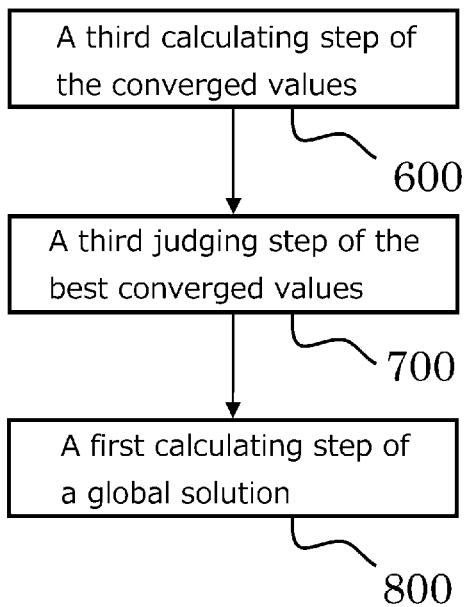 A third calculating step of
the converged values
600
A third judging step of the
best converged values
700
A first calculating step of
a global solution
800